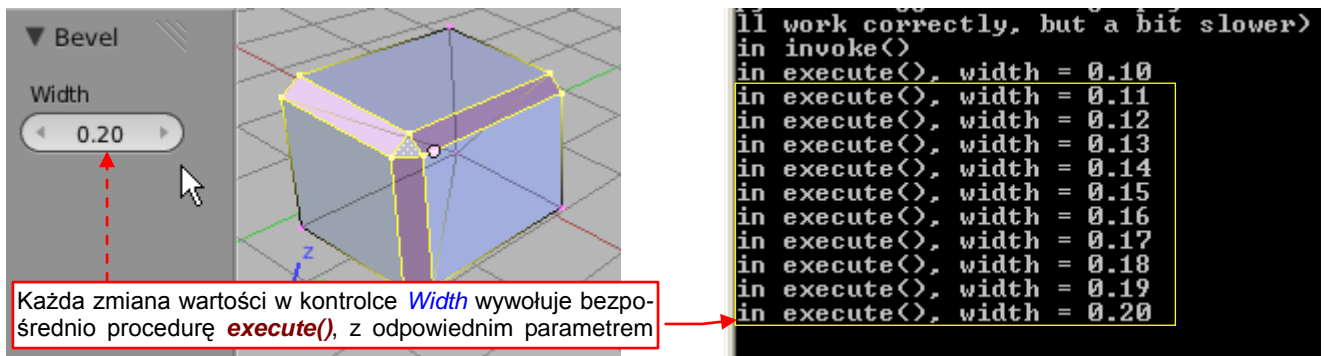 ▼ Bevel
Width
0.20
z
Każda zmiana wartości w kontrolce Width wywołuje bezpo-
średnio procedurę execute(), z odpowiednim parametrem
ll work correctly, but a bit slower)
in invoke()
in execute(), width = 0.10
in execute(), width = 0.11
in execute(), width = 0.12
in execute(), width = 0.13
in execute(), width = 0.14
in execute(), width = 0.15
in execute(), width = 0.16
in execute(), width = 0.17
in execute(), width = 0.18
in execute(), width = 0.19
in execute(), width = 0.20